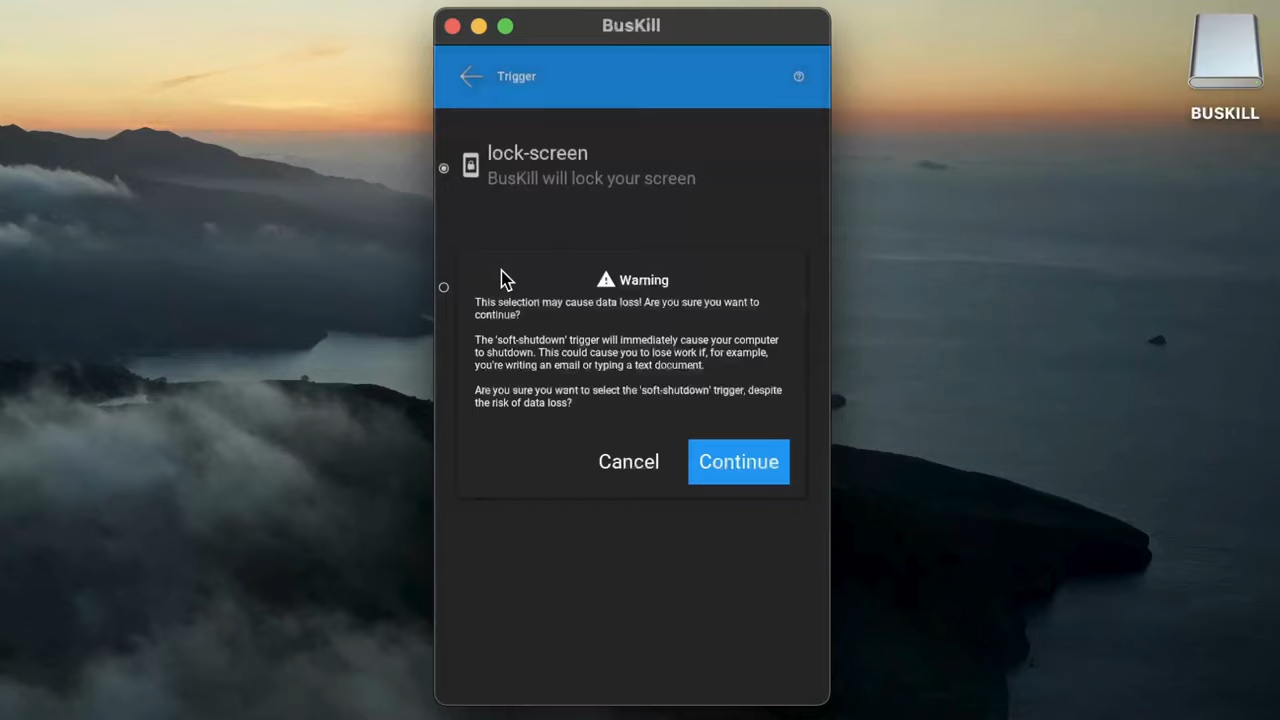 BusKill
Trigger
BUSKILL
lock-screen
BusKill will lock your screen
Warning
This selection may cause data loss! Are you sure you want to
continue?
The 'soft-shutdown' trigger will immediately cause your computer
to shutdown. This could cause you to lose work if, for example,
you're writing an email or typing a text document.
Are you sure you want to select the 'soft-shutdown' trigger, despite
the risk of data loss?
Cancel
Continue